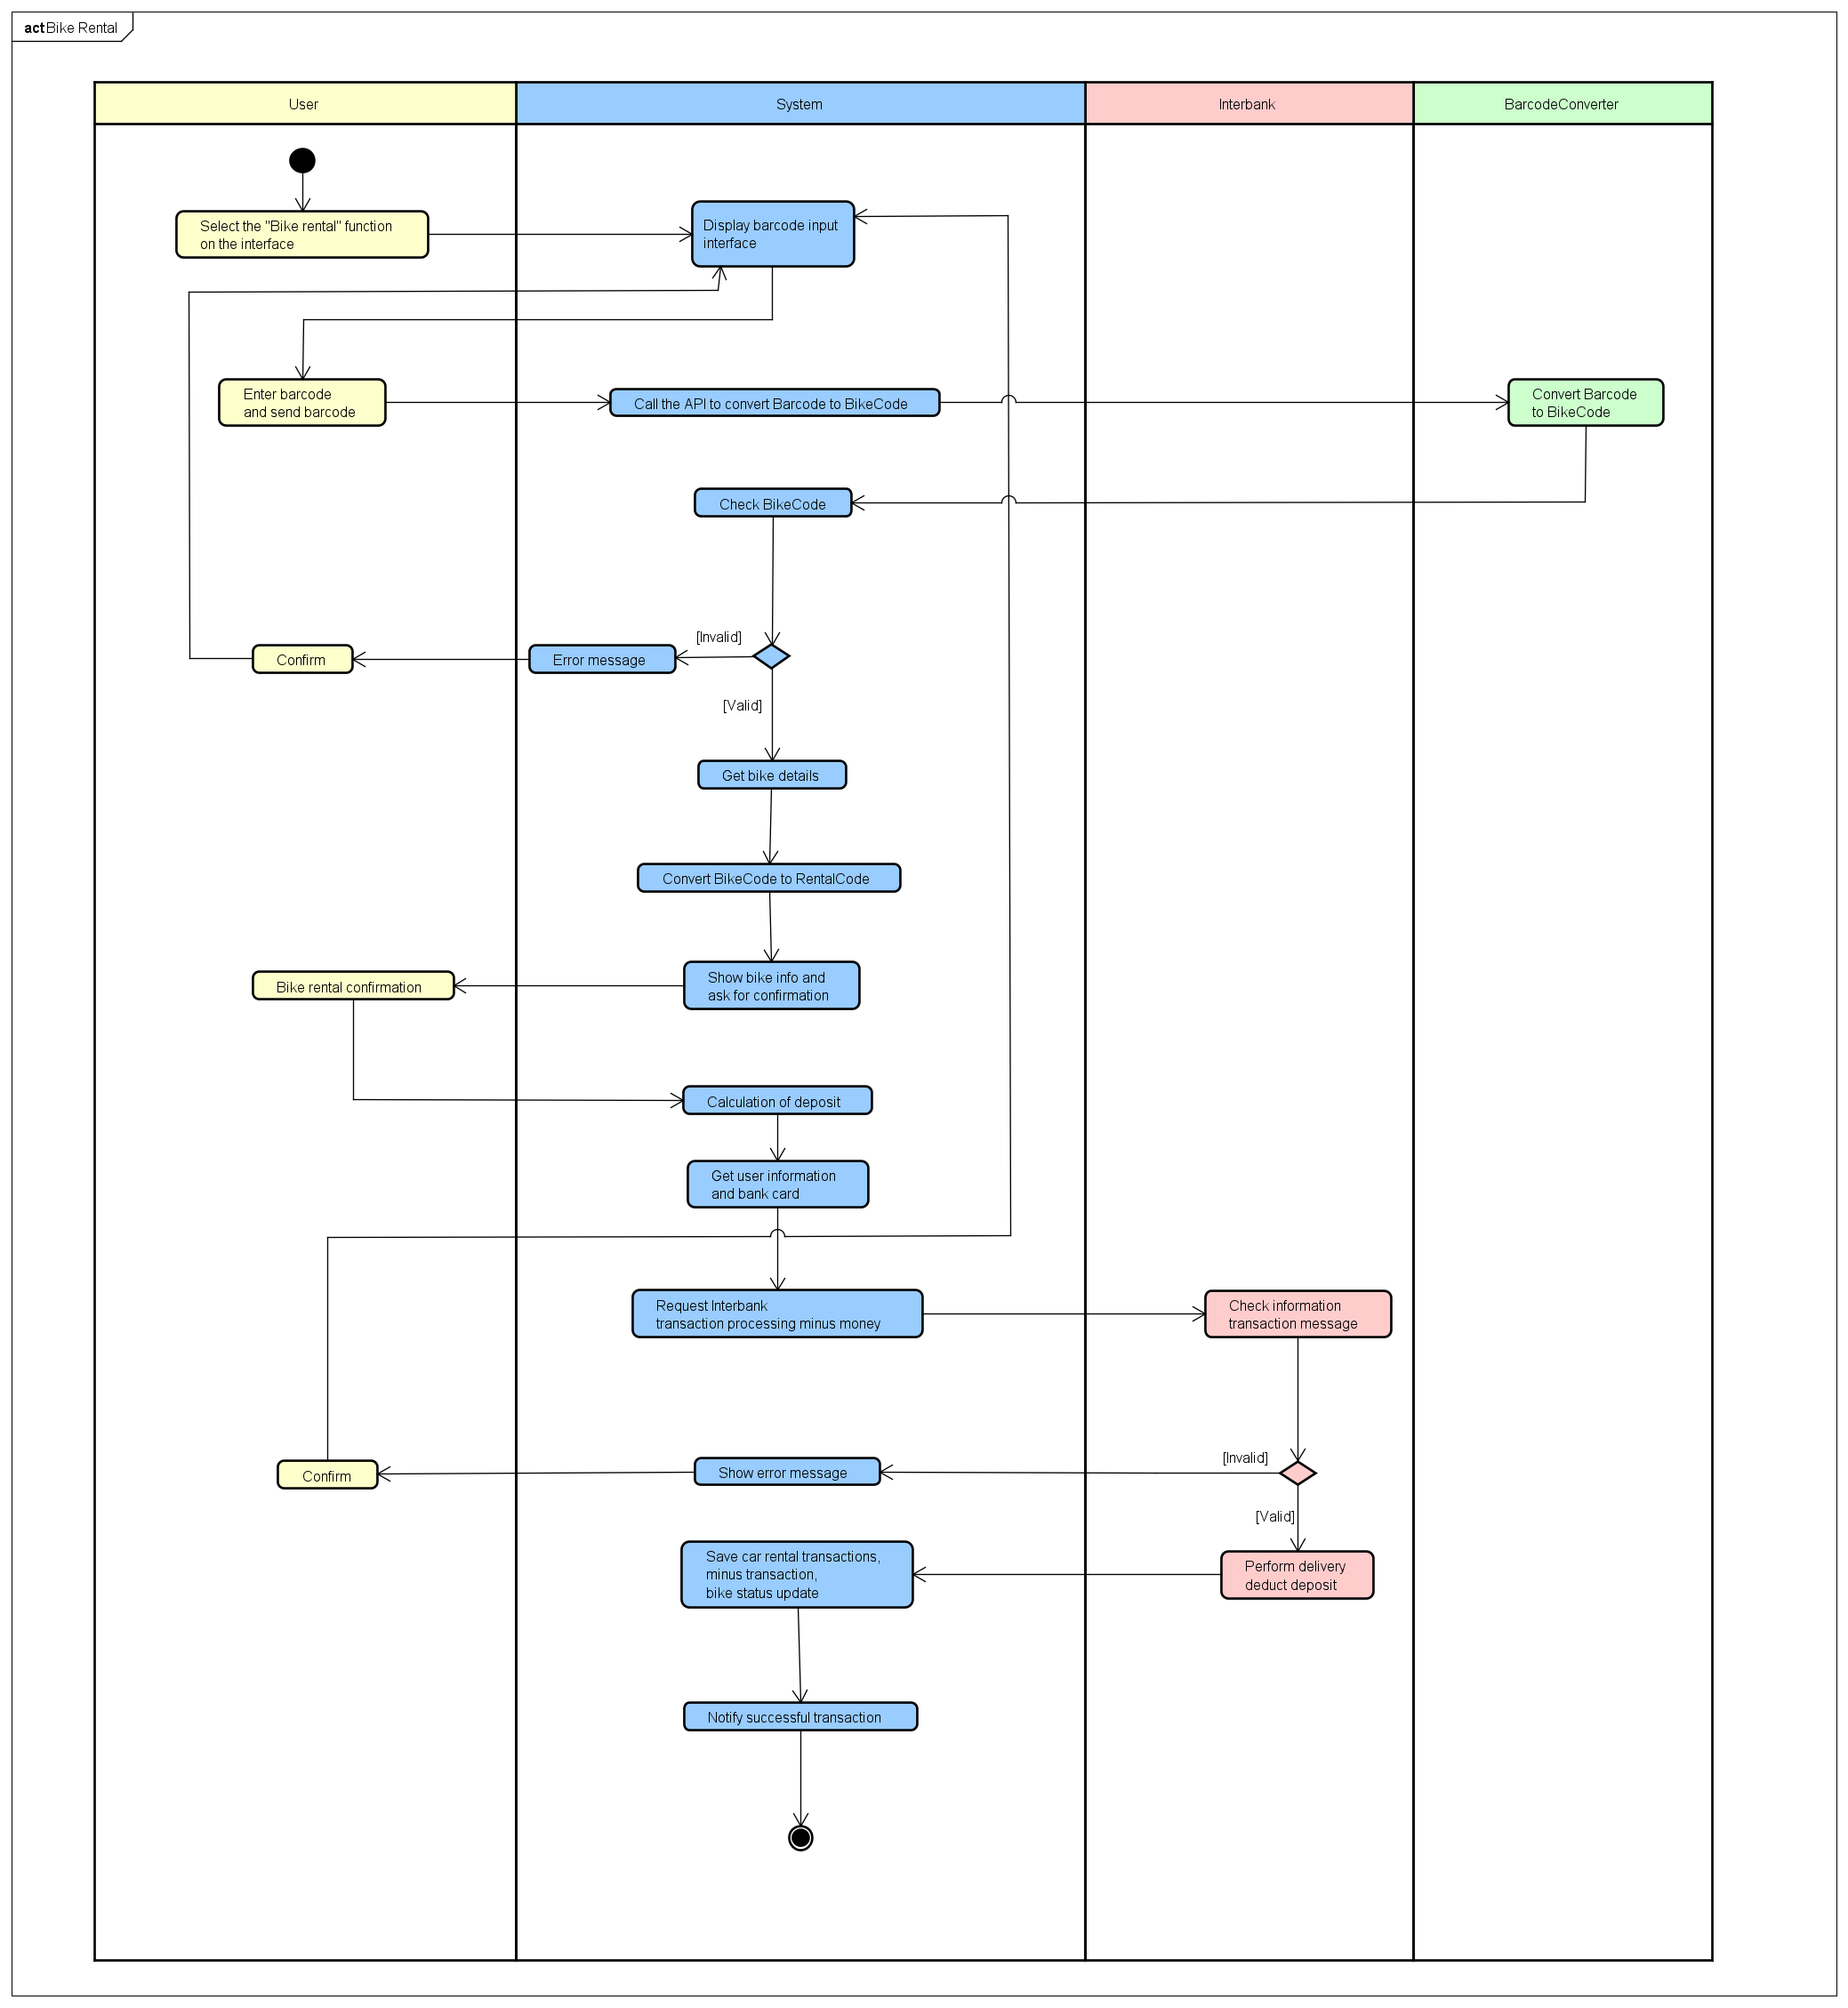 act Bike Rental
User
System
Interbank
BarcodeConverter
Select the "Bike rental" function
on the interface
Display barcode input
interface
Enter barcode
and send barcode
Call the API to convert Barcode to BikeCode
Convert Barcode
to BikeCode
Check BikeCode
[Invalid]
Confirm
Error message
[Valid]
Get bike details
Convert BikeCode to RentalCode
Show bike info and
ask for confirmation
Bike rental confirmation
Calculation of deposit
Get user information
and bank card
Request Interbank
transaction processing minus money
Check information
transaction message
[Invalid]
Confirm
Show error message
[Valid]
Save car rental transactions,
minus transaction,
bike status update
Perform delivery
deduct deposit
Notify successful transaction